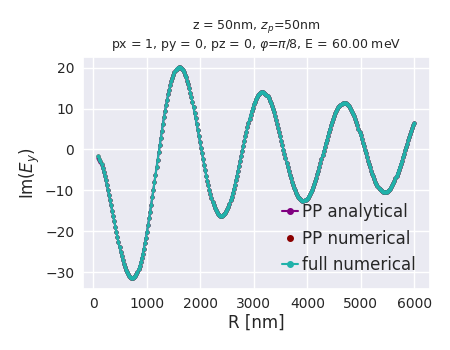 z = 50nm, z_p=50nm
px = 1, py = 0, pz = 0, φ=π/8, E = 60.00 meV
20
10
0
−10
−20
−30
Im(E_y)
PP analytical
PP numerical
full numerical
0 1000 2000 3000 4000 5000 6000
R [nm]